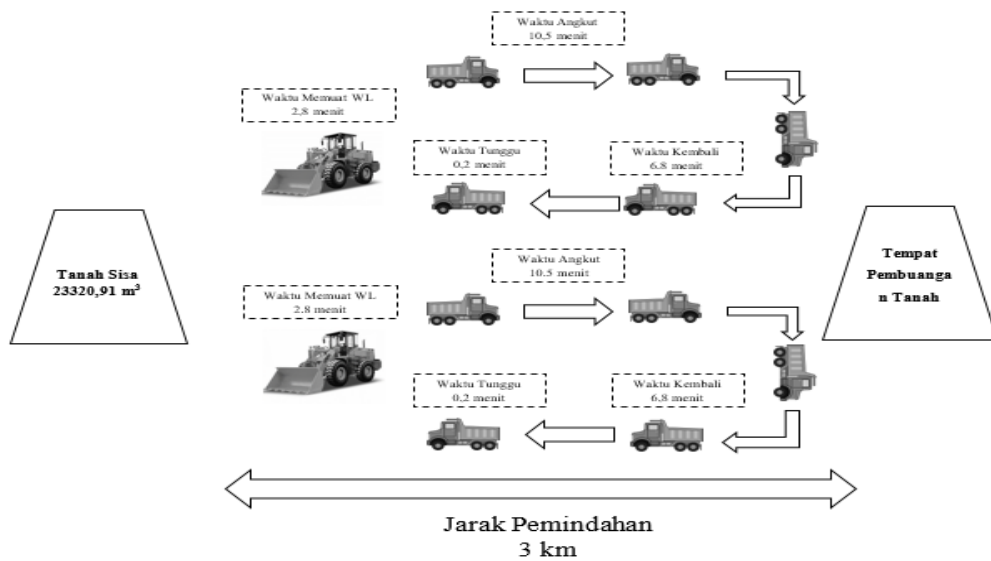 Waktu Angkut
10,5 menit
Waktu Memuat WL
2,8 menit
Waktu Tunggu
0,2 menit
Waktu Kembali
6,8 menit
Tanah Sisa
23320,91 m³
Tempat
Pembuanga
n Tanah
Waktu Angkut
10.5 menit
Waktu Memuat WL
2.8 menit
Waktu Tunggu
0,2 menit
Waktu Kembali
6,8 menit
Jarak Pemindahan
3 km